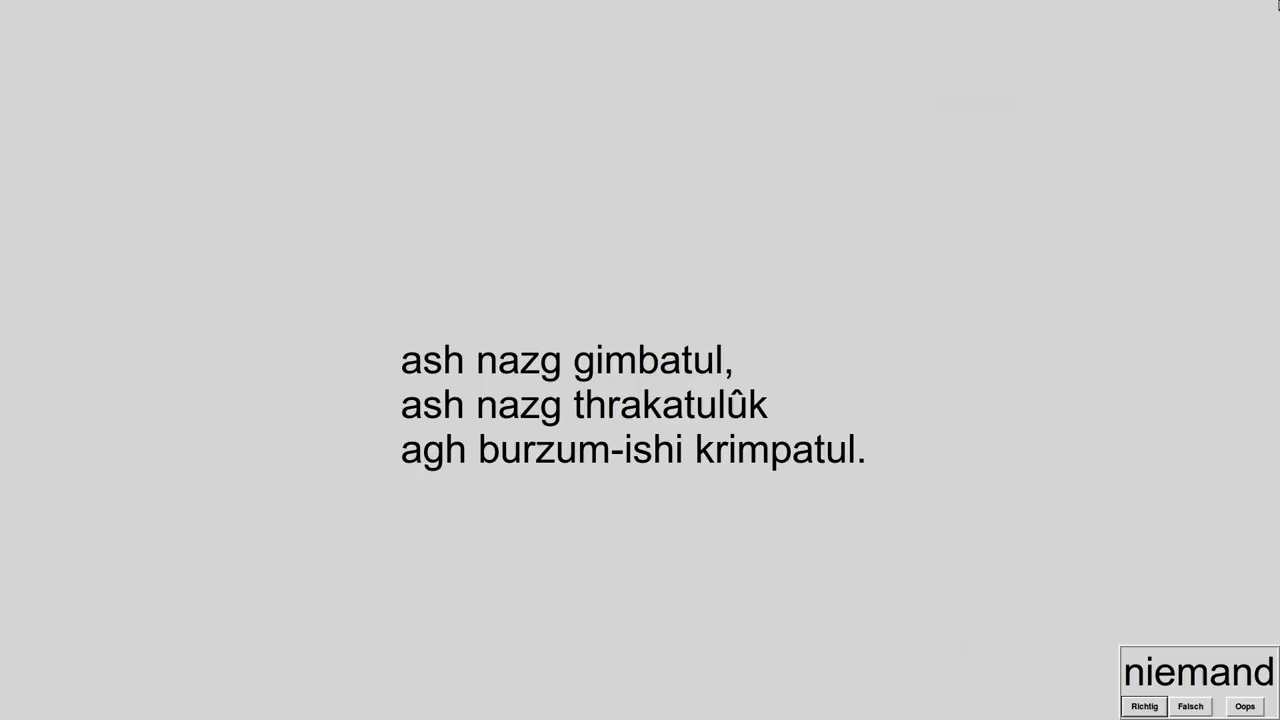 ash nazg gimbatul,
ash nazg thrakatulûk
agh burzum-ishi krimpatul.
niemand
Richtig Falsch Oops